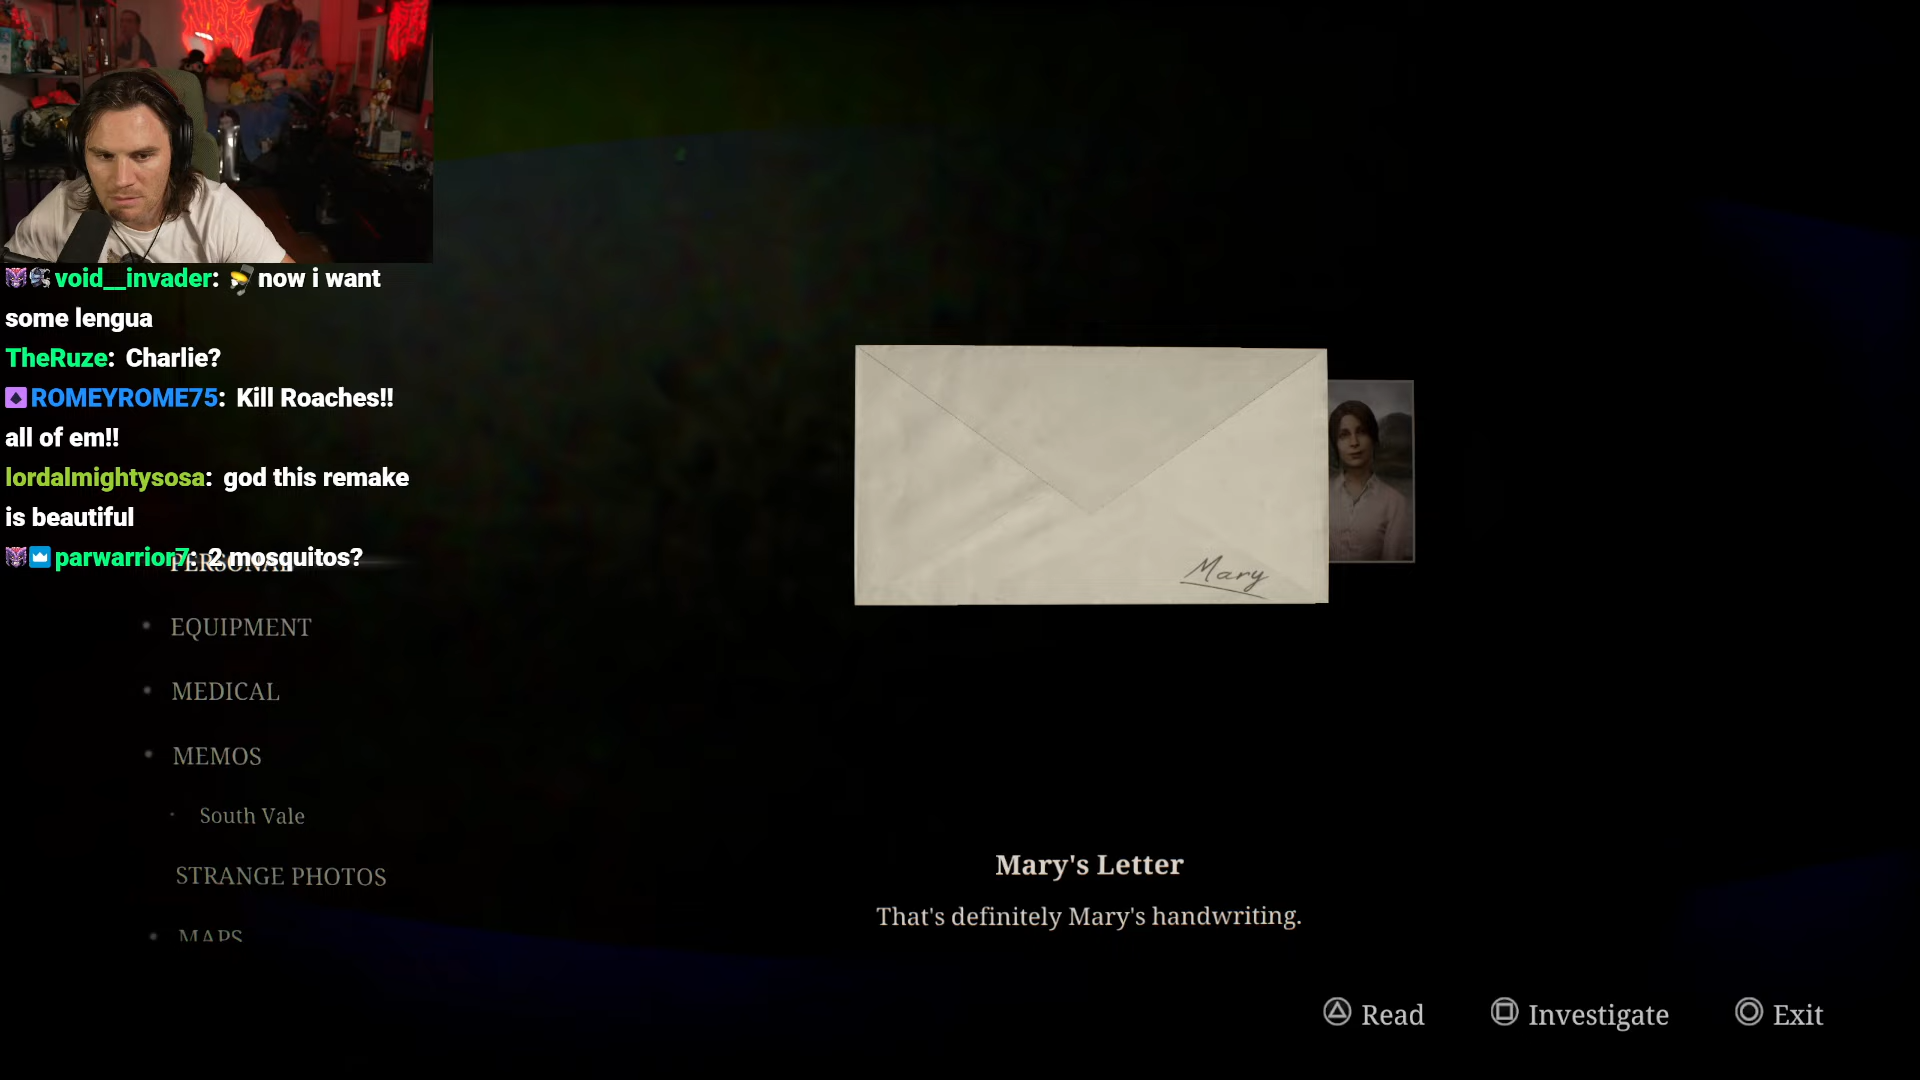 void__invader: now i want
some lengua
TheRuze: Charlie?
ROMEYROME75: Kill Roaches!!
all of em!!
lordalmightysosa: god this remake
is beautiful
parwarrior7: 2 mosquitos?
PERSONAL
EQUIPMENT
MEDICAL
MEMOS
South Vale
STRANGE PHOTOS
MAPS
Mary
Mary's Letter
That's definitely Mary's handwriting.
Read Investigate Exit